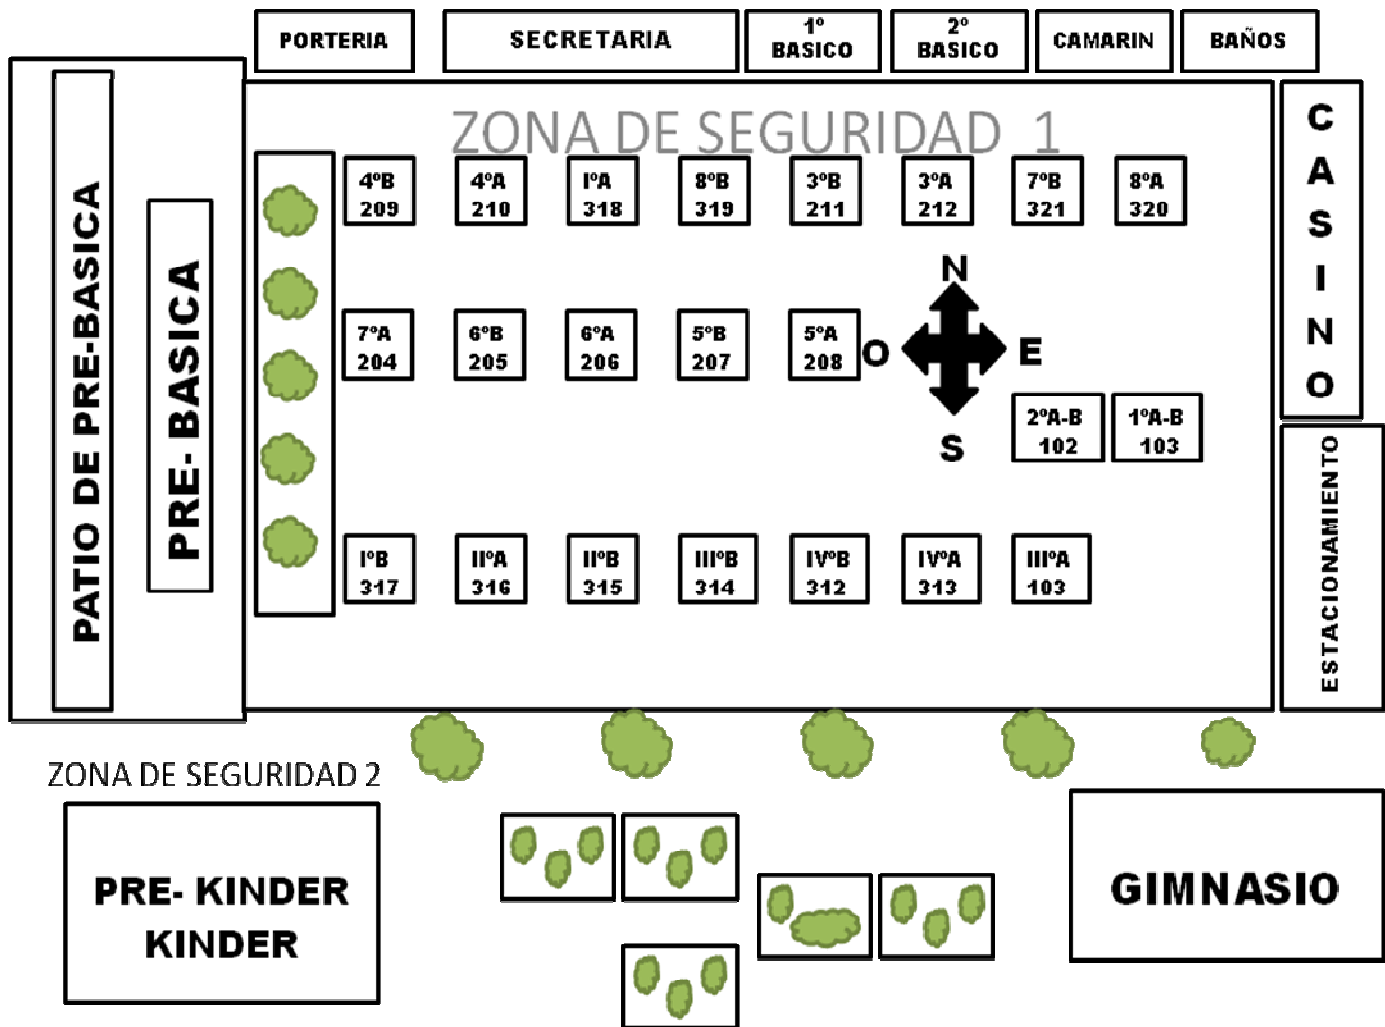 PORTERIA
SECRETARIA
1º
BASICO
2º
BASICO
CAMARIN
BAÑOS
PATIO DE PRE-BASICA
PRE- BASICA
ZONA DE SEGURIDAD 1
CASINO
4ºB
209
4ºA
210
IºA
318
8ºB
319
3ºB
211
3ºA
212
7ºB
321
8ºA
320
N
7ºA
204
6ºB
205
6ºA
206
5ºB
207
5ºA
208
O
E
S
2ºA-B
102
1ºA-B
103
ESTACIONAMIENTO
IºB
317
IIºA
316
IIºB
315
IIIºB
314
IVºB
312
IVºA
313
IIIºA
103
ZONA DE SEGURIDAD 2
PRE- KINDER
KINDER
GIMNASIO